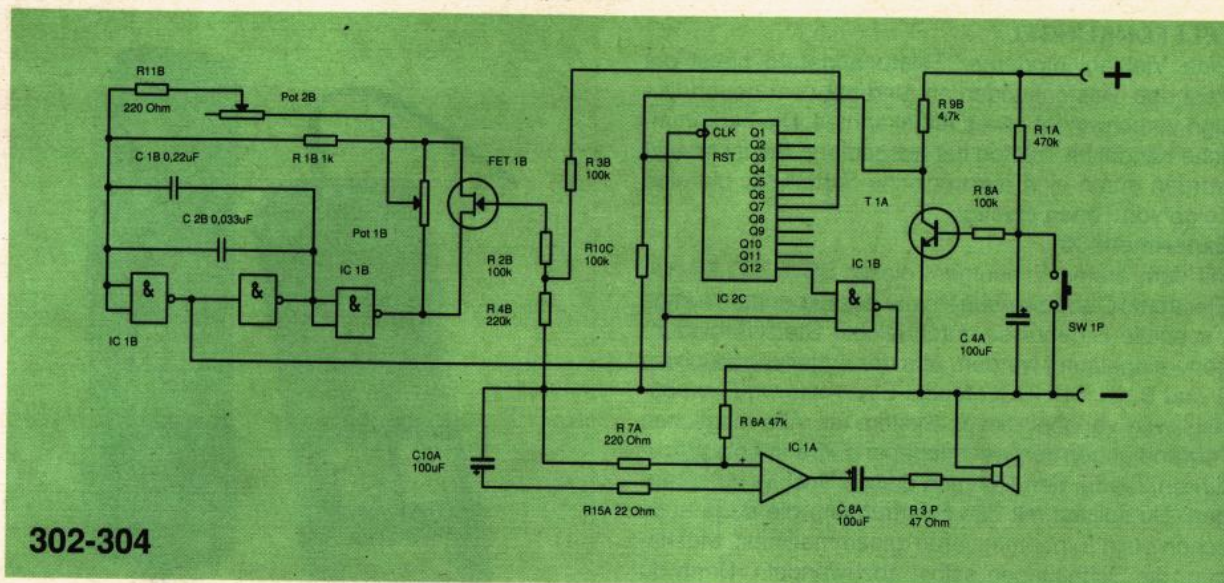 R11B
220 Ohm
Pot 2B
R 1B 1k
C 1B 0,22uF
C 2B 0,033uF
Pot 1B
IC 1B
&
&
&
IC 1B
FET 1B
R 3B
100k
R 2B
100k
R 4B
220k
R10C
100k
CLK
RST
Q1
Q2
Q3
Q4
Q5
Q6
Q7
Q8
Q9
Q10
Q11
Q12
IC 2C
IC 1B
&
T 1A
R 9B
4,7k
R 1A
470k
R 8A
100k
+
C 4A
100uF
+
SW 1P
−
C10A
100uF
+
R 7A
220 Ohm
R15A 22 Ohm
R 6A 47k
IC 1A
+
+
C 8A
100uF
R 3 P
47 Ohm
302-304